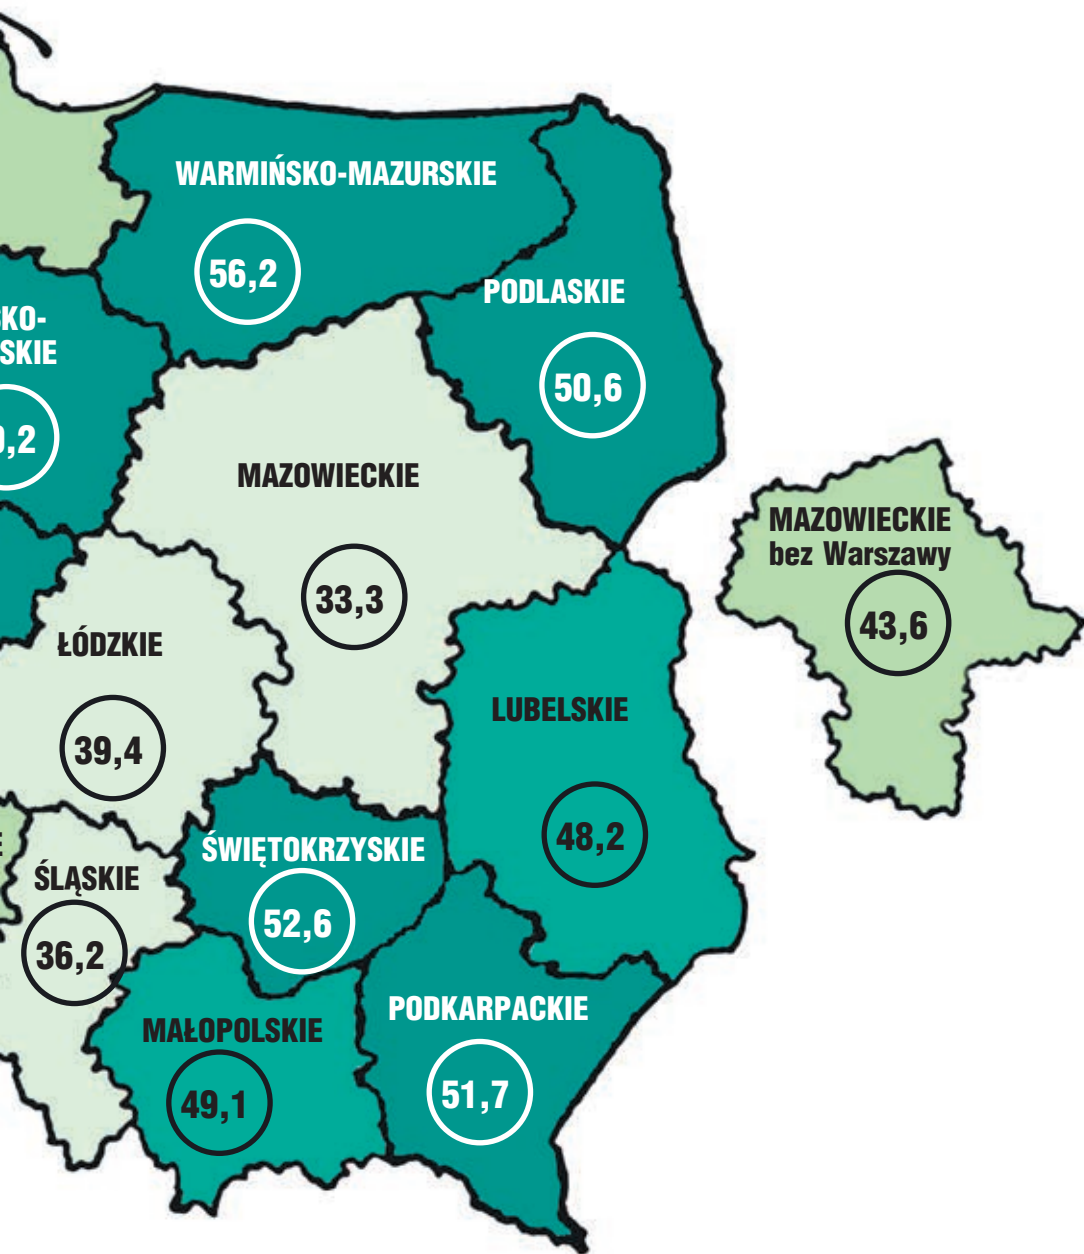 WARMIŃSKO-MAZURSKIE
56,2
PODLASKIE
50,6
MAZOWIECKIE
33,3
MAZOWIECKIE
bez Warszawy
43,6
ŁÓDZKIE
39,4
LUBELSKIE
48,2
ŚWIĘTOKRZYSKIE
52,6
ŚLĄSKIE
36,2
MAŁOPOLSKIE
49,1
PODKARPACKIE
51,7